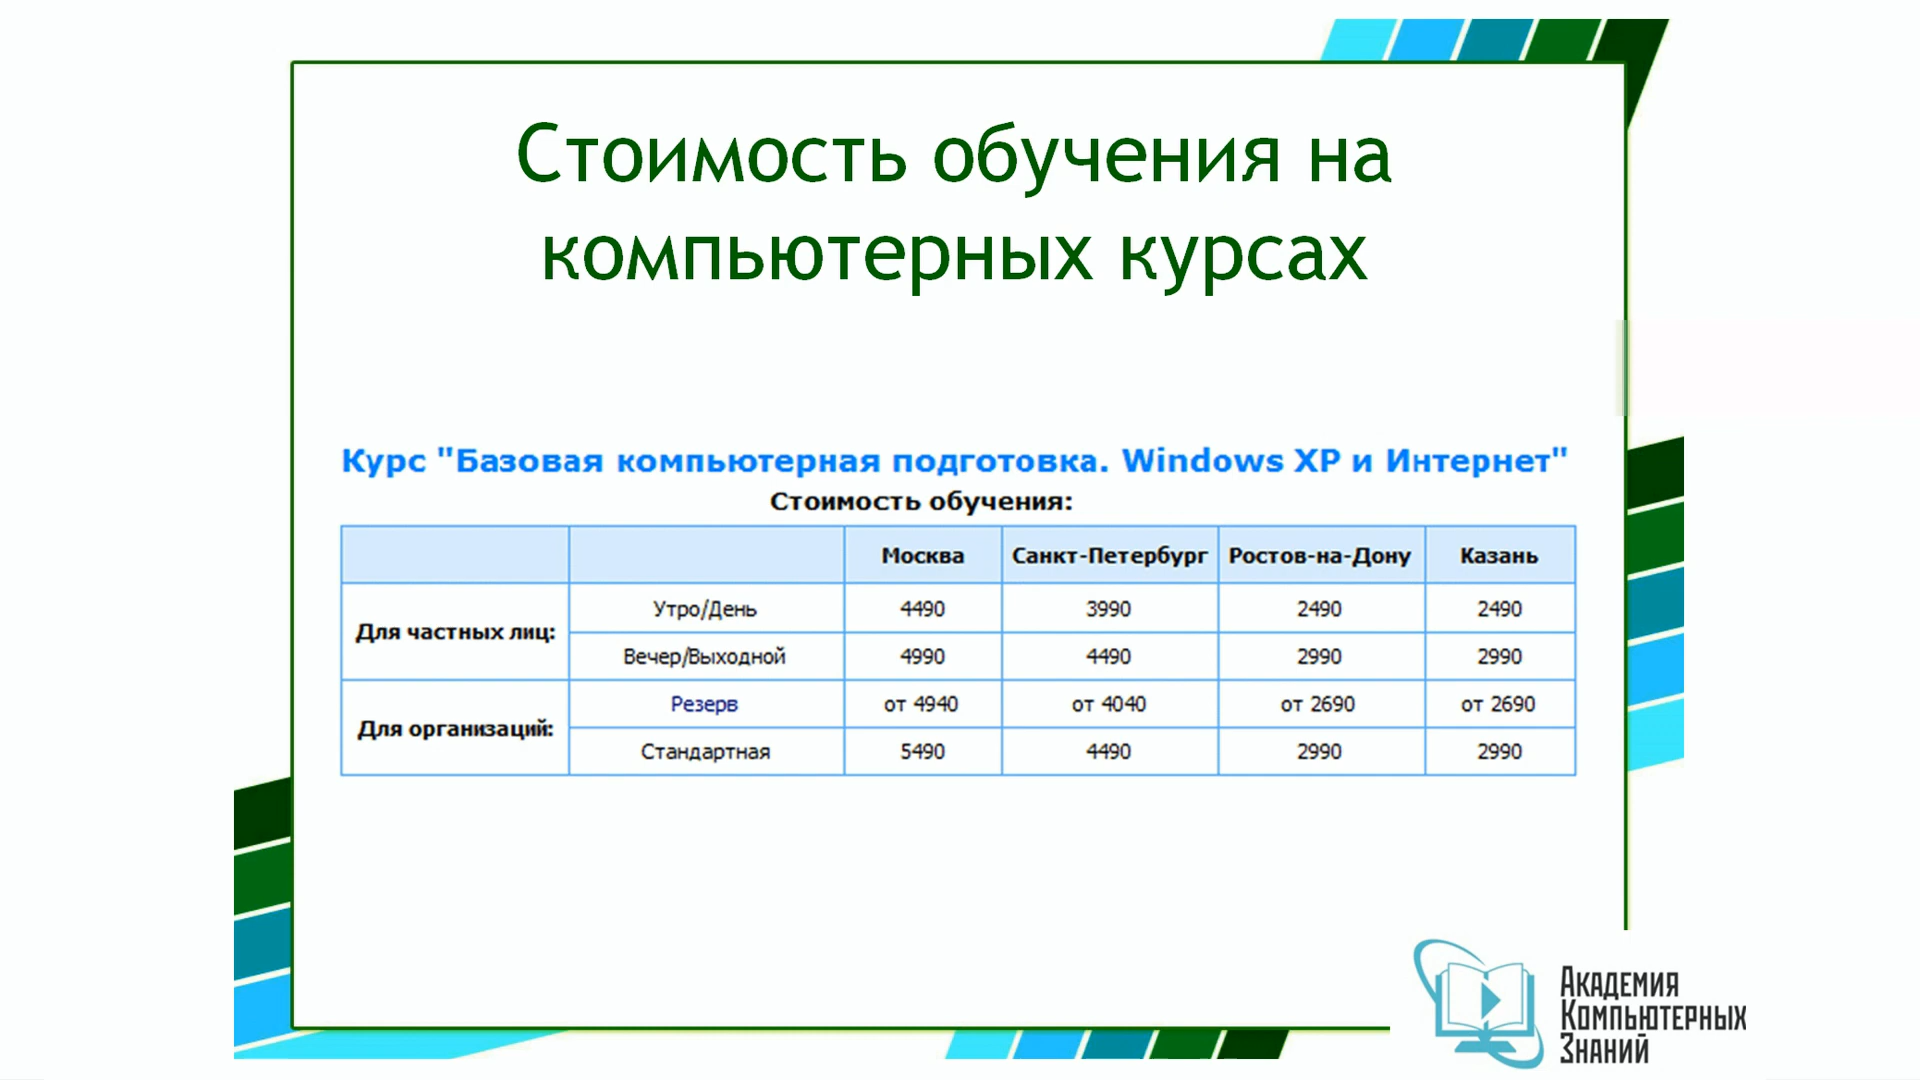 Стоимость обучения на
компьютерных курсах
Курс "Базовая компьютерная подготовка. Windows XP и Интернет"
Стоимость обучения:
Москва Санкт-Петербург Ростов-на-Дону Казань
Для частных лиц:
Утро/День 4490 3990 2490 2490
Вечер/Выходной 4990 4490 2990 2990
Для организаций:
Резерв от 4940 от 4040 от 2690 от 2690
Стандартная 5490 4490 2990 2990
Академия
Компьютерных
Знаний